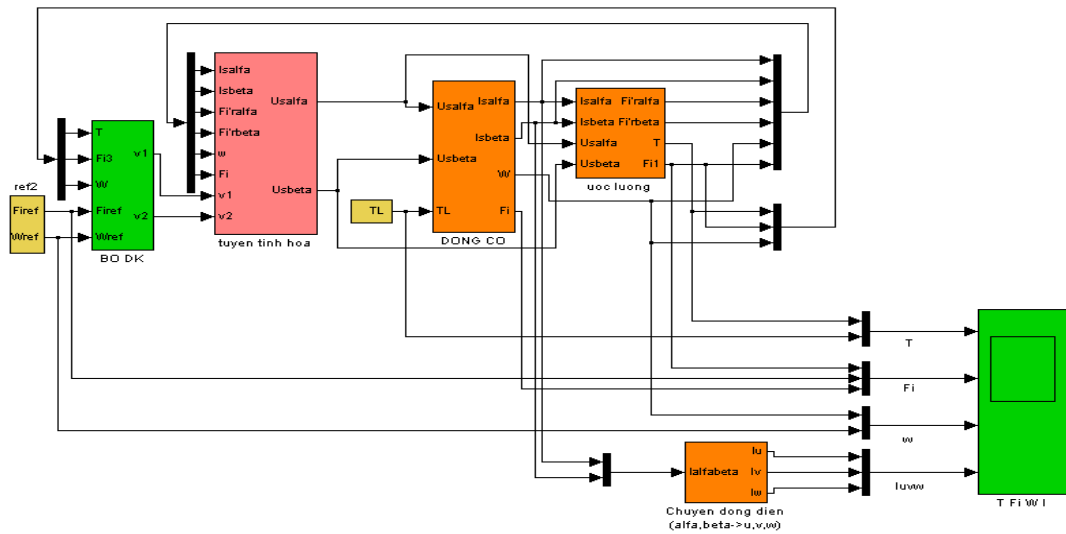 ref2
Firef
Wref
T
Fi3
W
Firef
Wref
v1
v2
BO DK
Isalfa
Isbeta
Fi'ralfa
Fi'rbeta
w
Fi
v1
v2
Usalfa
Usbeta
tuyen tinh hoa
TL
Usalfa
Usbeta
TL
Isalfa
Isbeta
W
Fi
DONG CO
Isalfa
Isbeta
Usalfa
Usbeta
Fi'ralfa
Fi'rbeta
T
Fi1
uoc luong
T
Fi
w
Iuvw
T Fi W I
Ialfabeta
Iu
Iv
Iw
Chuyen dong dien
(alfa,beta->u,v,w)